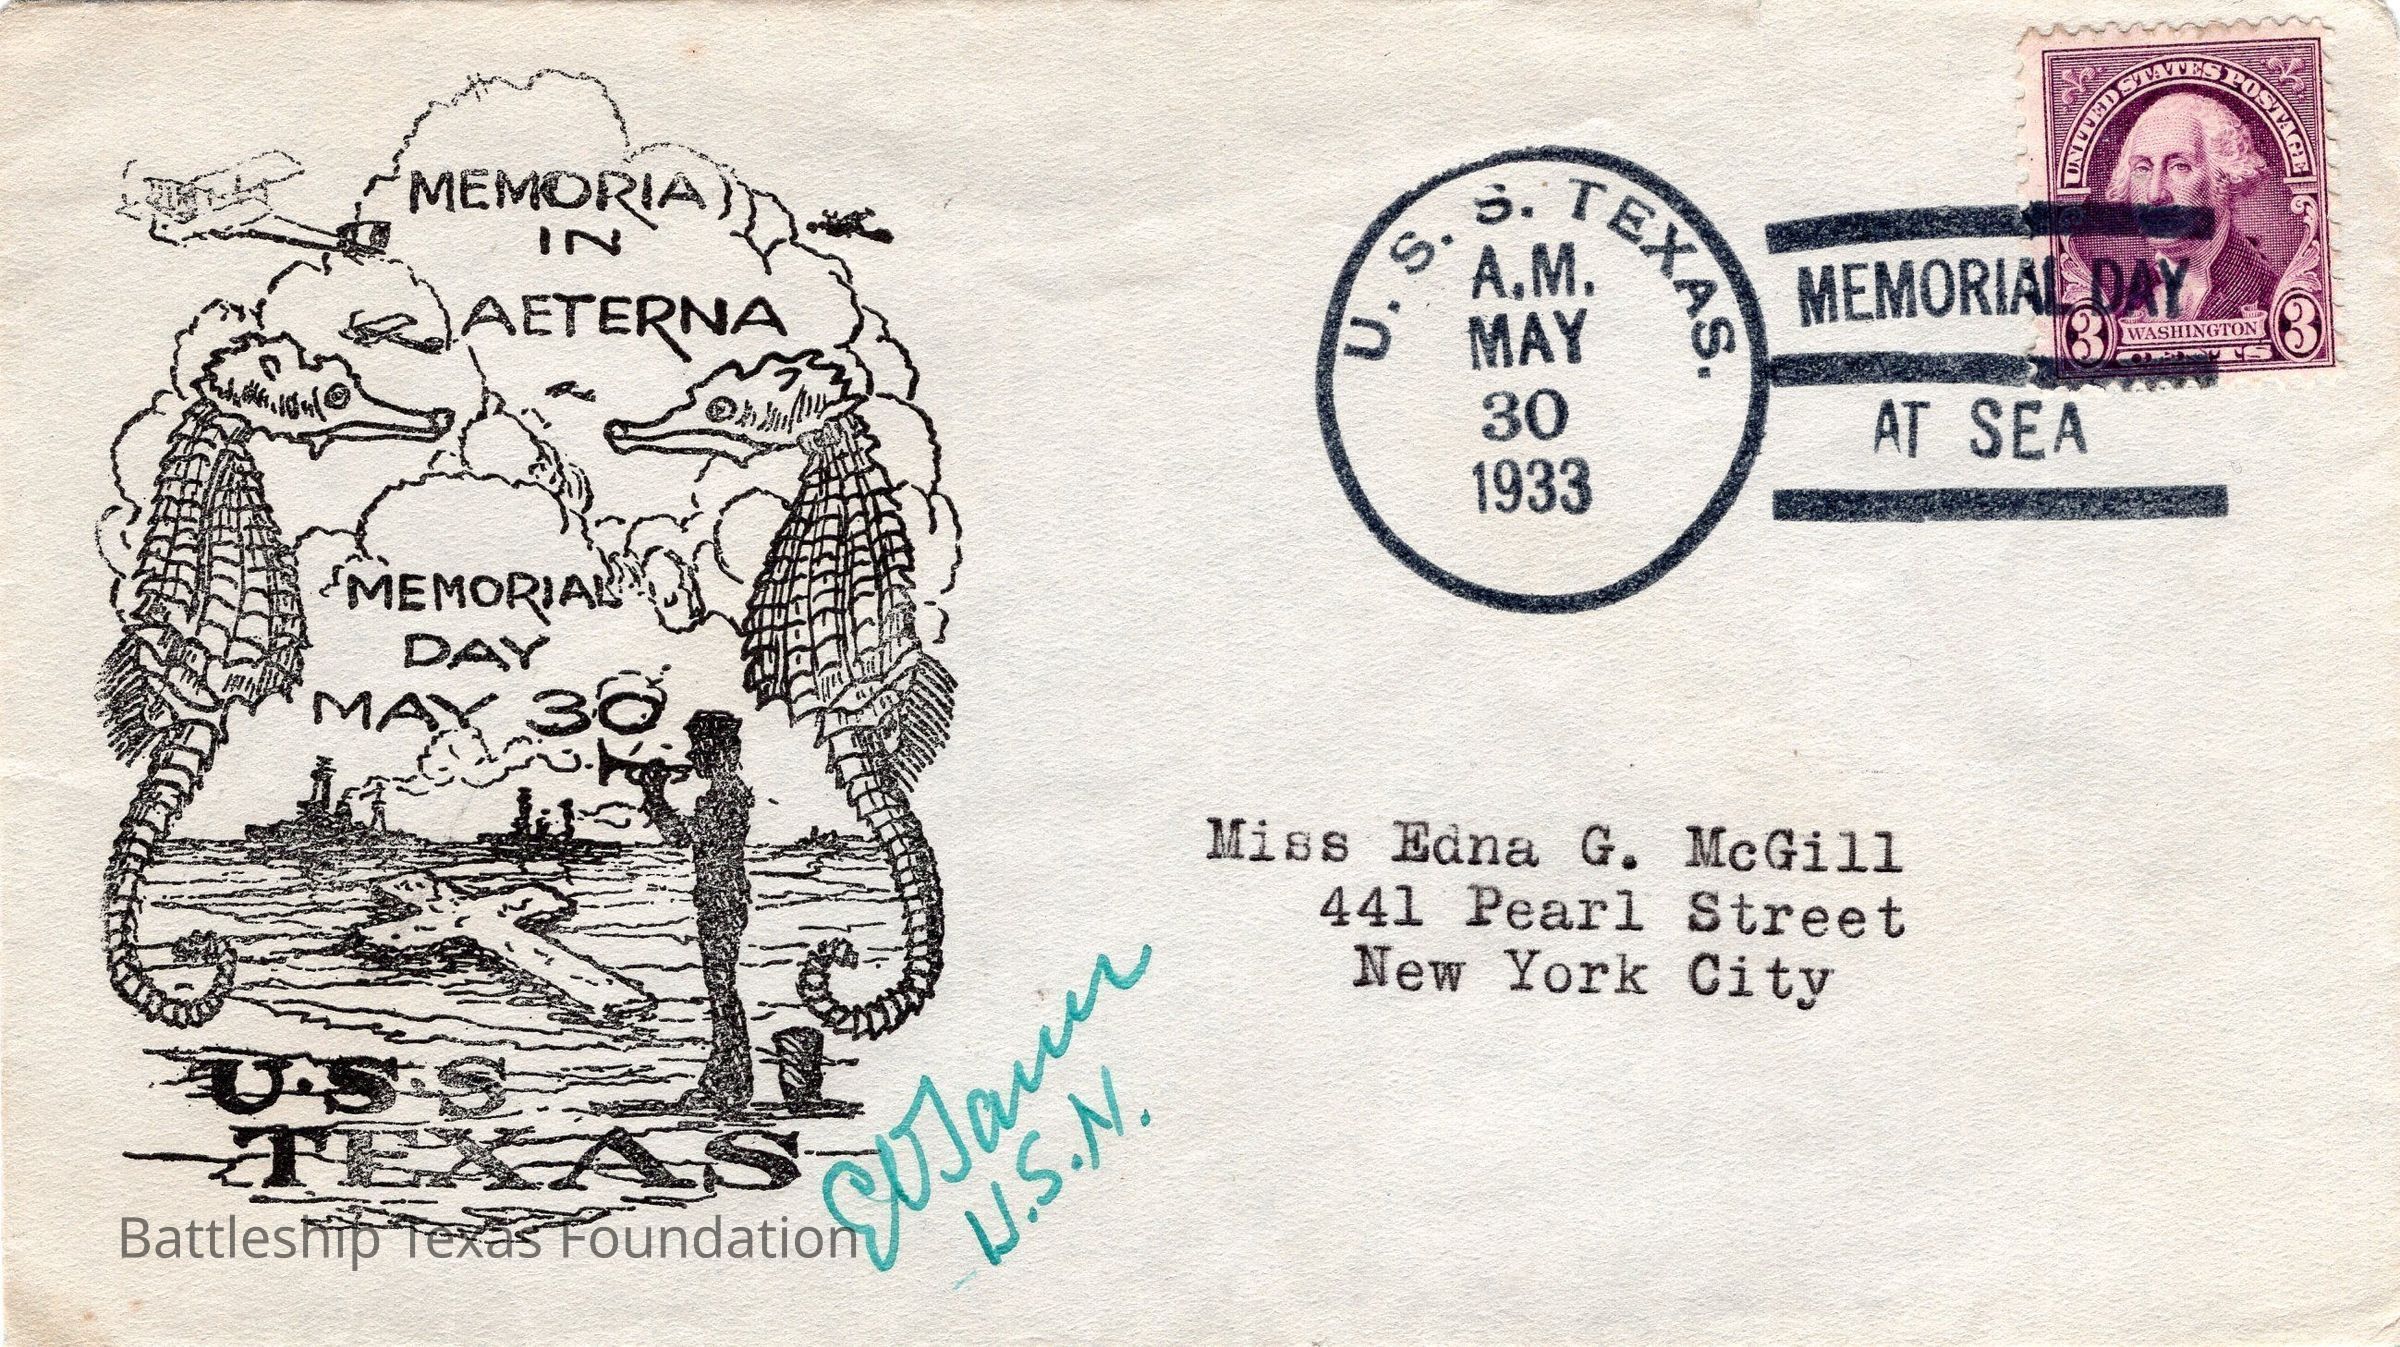 MEMORIA
IN
AETERNA
MEMORIAL
DAY
MAY 30
U.S.S
TEXAS
Battleship Texas Foundation
U.S.N.
U. S. S. TEXAS.
A.M.
MAY
30
1933
MEMORIAL DAY
AT SEA
UNITED STATES POSTAGE
3 WASHINGTON 3
CENTS
Miss Edna G. McGill
441 Pearl Street
New York City